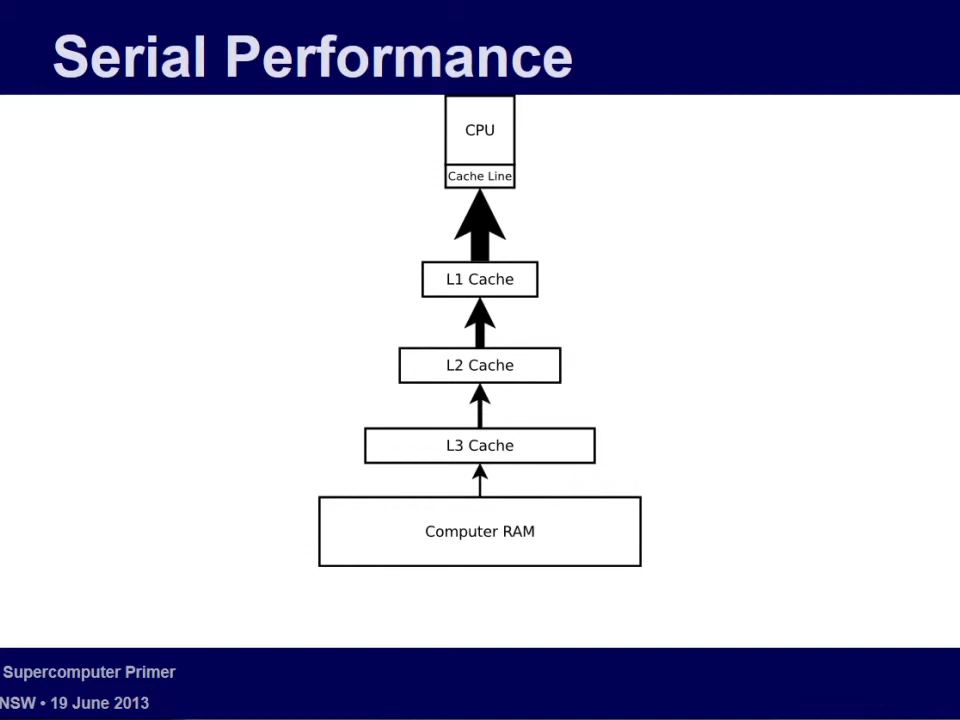 Serial Performance
CPU
Cache Line
L1 Cache
L2 Cache
L3 Cache
Computer RAM
Supercomputer Primer
NSW • 19 June 2013